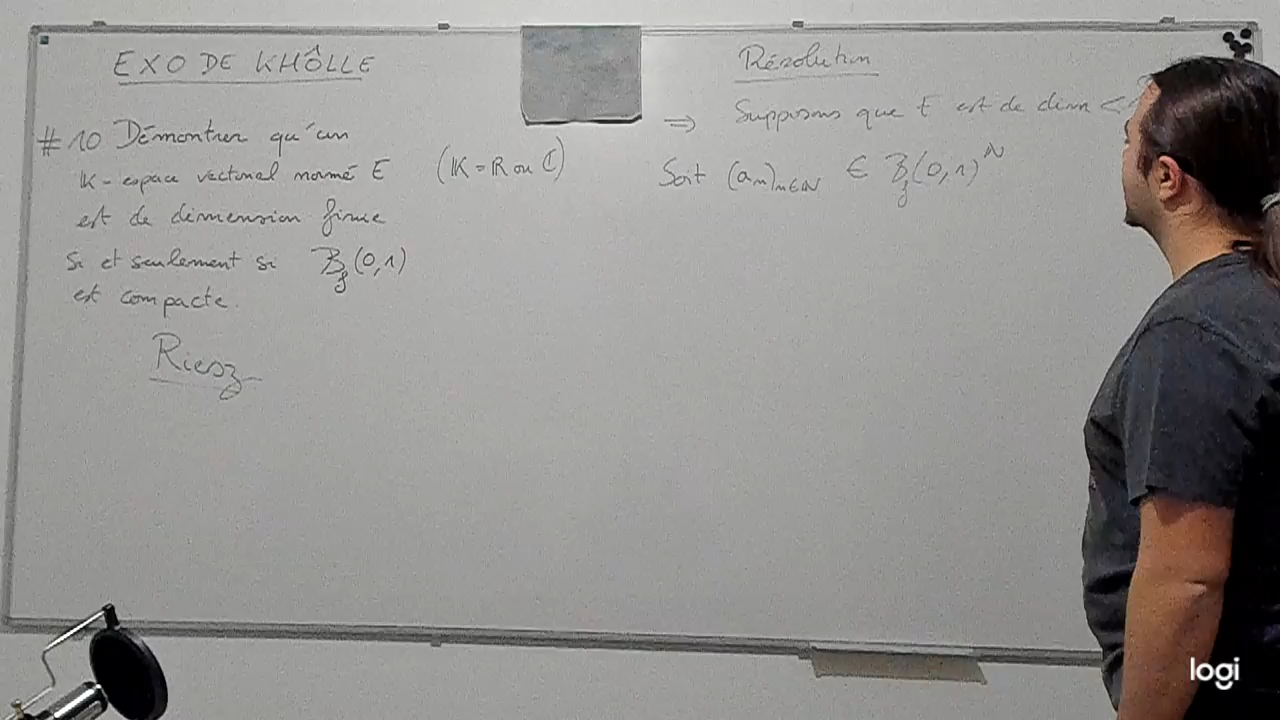 EXO DE KHÔLLE
#10 Démontrer qu'un
K-espace vectoriel normé E (K = R ou C)
est de dimension finie
si et seulement si B_f(0,1)
est compacte.
Riesz
Résolution
⇒ Supposons que E est de dim <
Soit (a_n)_{n∈N} ∈ B_f(0,1)^N
logi